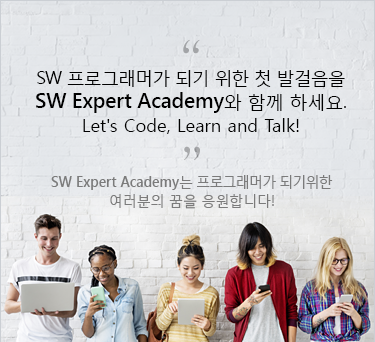 “
SW 프로그래머가 되기 위한 첫 발걸음을
SW Expert Academy와 함께 하세요.
Let's Code, Learn and Talk!
”
SW Expert Academy는 프로그래머가 되기위한
여러분의 꿈을 응원합니다!